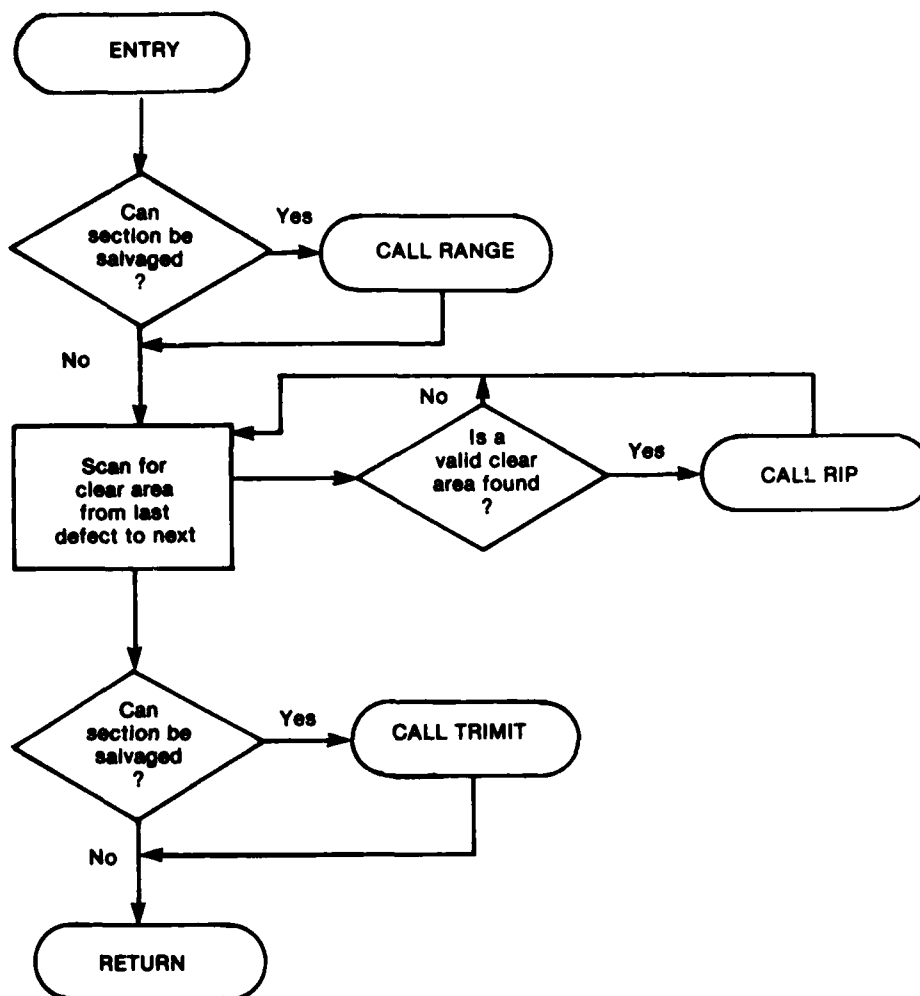 ENTRY
Can
section be
salvaged
?
Yes
CALL RANGE
No
Scan for
clear area
from last
defect to next
No
Is a
valid clear
area found
?
Yes
CALL RIP
Can
section be
salvaged
?
Yes
CALL TRIMIT
No
RETURN